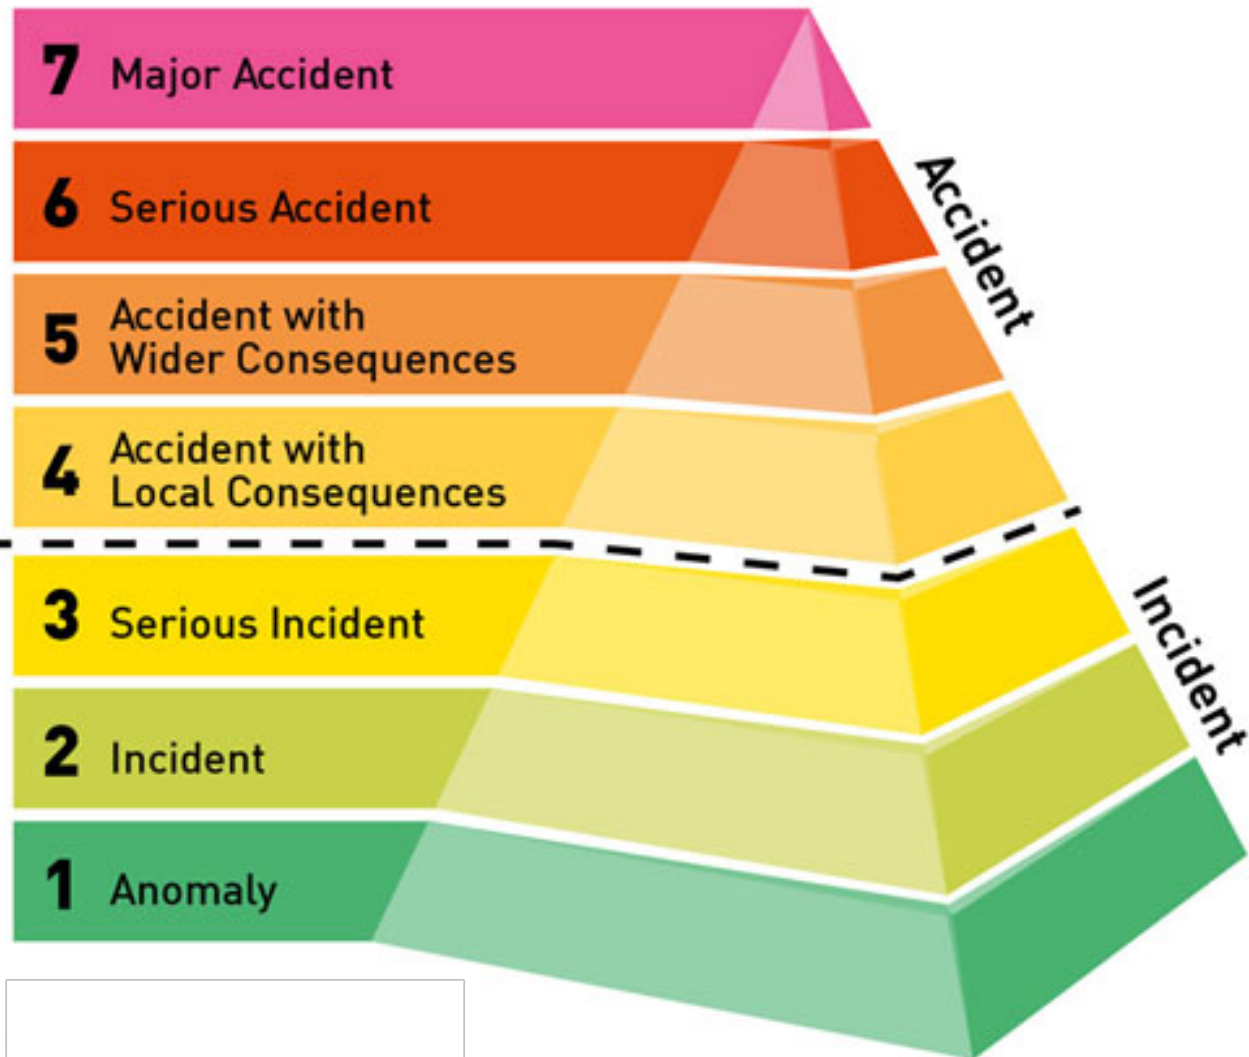 7 Major Accident
6 Serious Accident
5 Accident with
Wider Consequences
4 Accident with
Local Consequences
3 Serious Incident
2 Incident
1 Anomaly
Accident
Incident